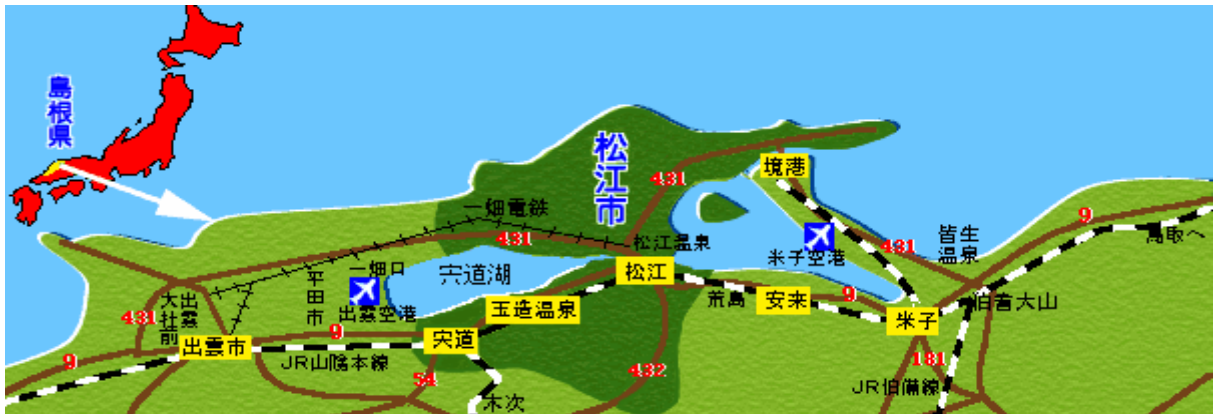 島根県
松江市
境港
431
9
一畑電鉄
431
松江温泉
米子空港
431
皆生
温泉
鳥取へ
宍道湖
松江
一畑口
平田市
出雲
大社前
出雲空港
玉造温泉
荒島
安来
9
米子
伯耆大山
431
9
出雲市
9
宍道
JR山陰本線
54
432
181
JR伯備線
木次